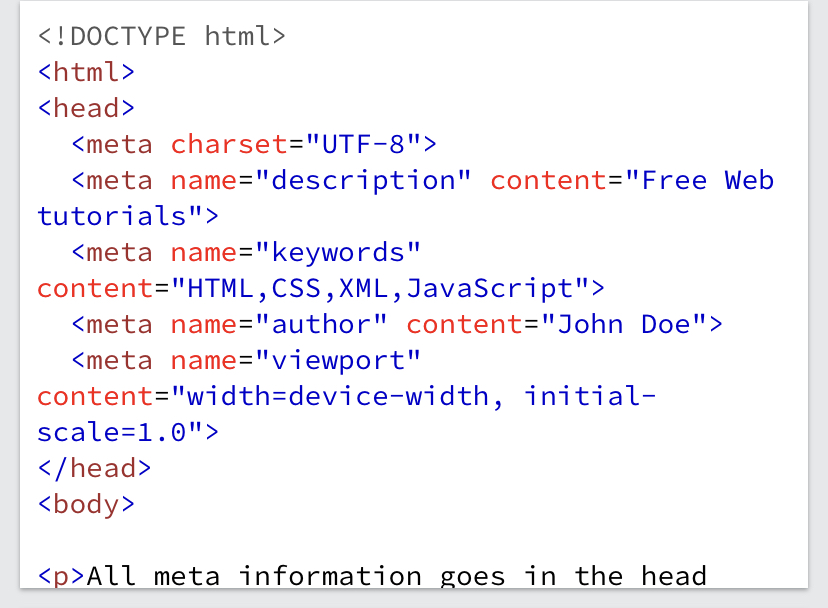 <!DOCTYPE html>
<html>
<head>
  <meta charset="UTF-8">
  <meta name="description" content="Free Web
tutorials">
  <meta name="keywords"
content="HTML,CSS,XML,JavaScript">
  <meta name="author" content="John Doe">
  <meta name="viewport"
content="width=device-width, initial-
scale=1.0">
</head>
<body>

<p>All meta information goes in the head